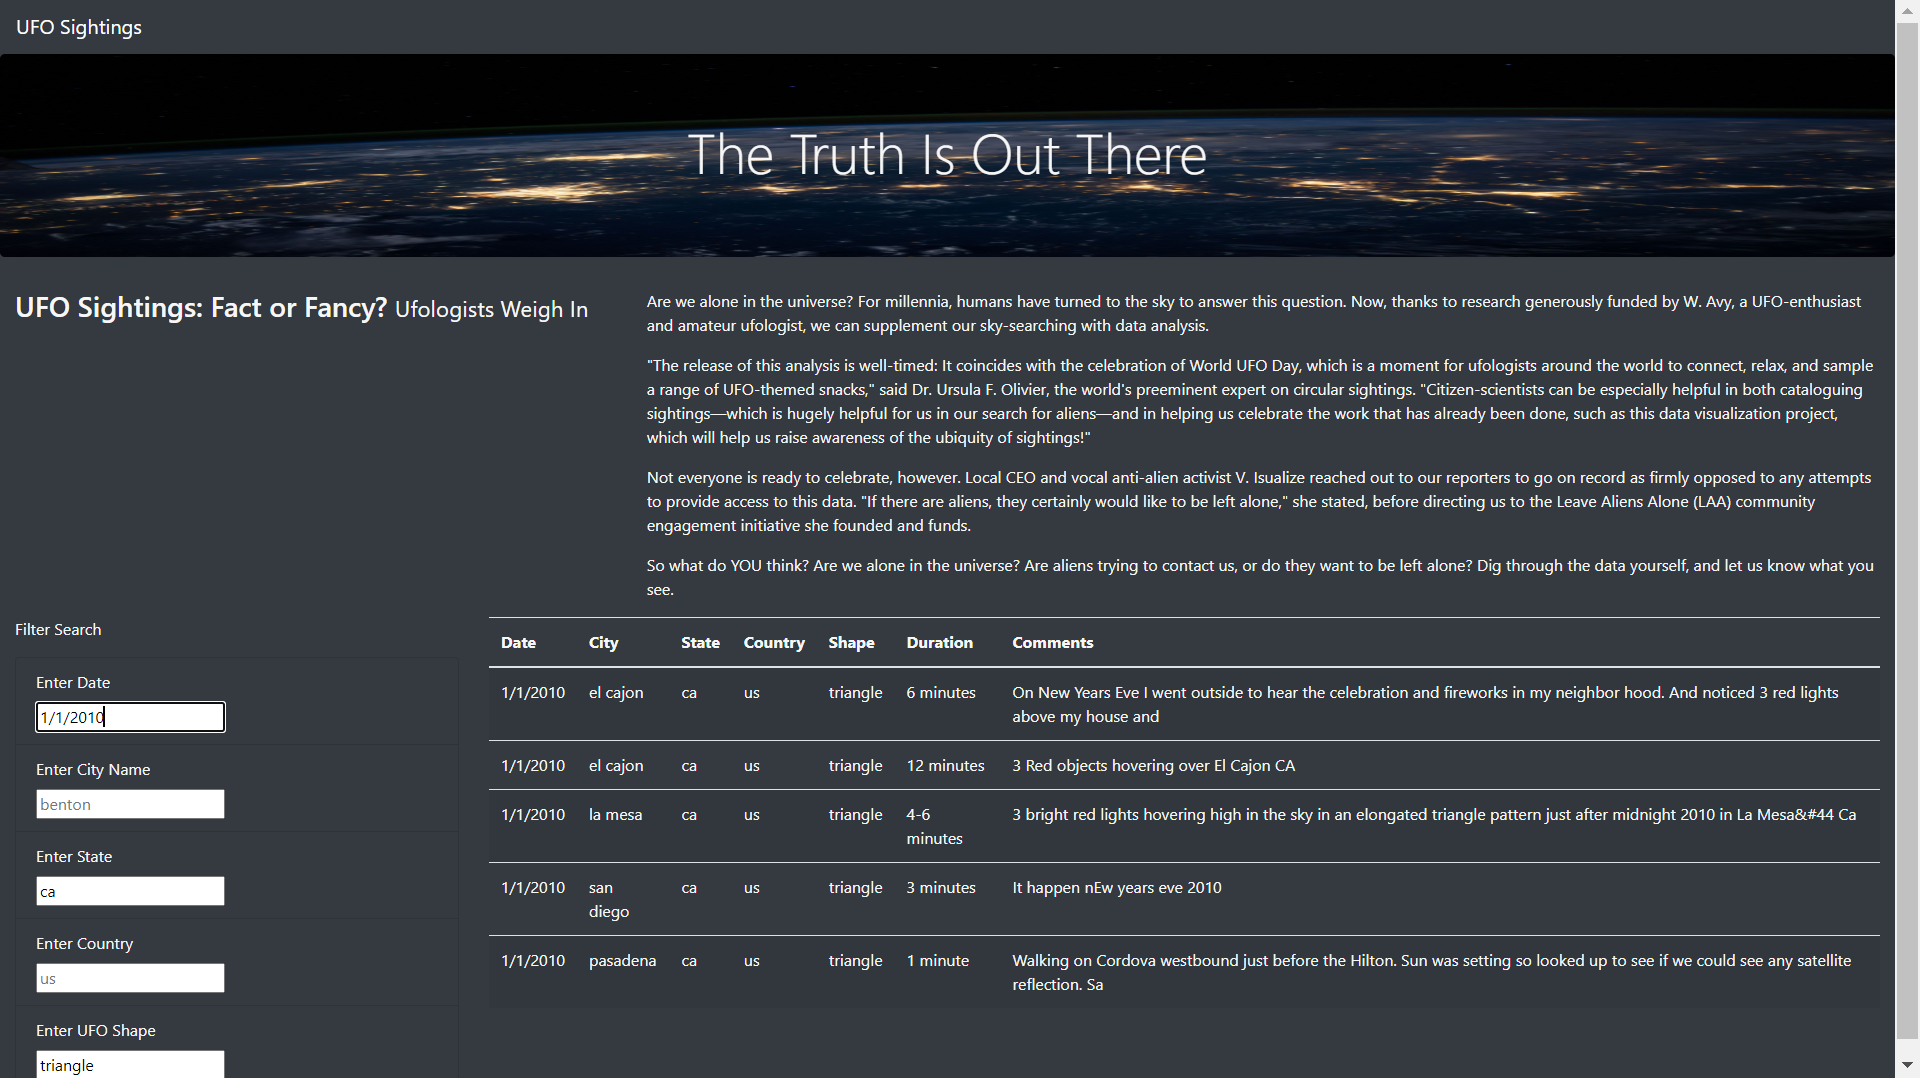 UFO Sightings
The Truth Is Out There
UFO Sightings: Fact or Fancy? Ufologists Weigh In
Are we alone in the universe? For millennia, humans have turned to the sky to answer this question. Now, thanks to research generously funded by W. Avy, a UFO-enthusiast
and amateur ufologist, we can supplement our sky-searching with data analysis.
"The release of this analysis is well-timed: It coincides with the celebration of World UFO Day, which is a moment for ufologists around the world to connect, relax, and sample
a range of UFO-themed snacks," said Dr. Ursula F. Olivier, the world's preeminent expert on circular sightings. "Citizen-scientists can be especially helpful in both cataloguing
sightings—which is hugely helpful for us in our search for aliens—and in helping us celebrate the work that has already been done, such as this data visualization project,
which will help us raise awareness of the ubiquity of sightings!"
Not everyone is ready to celebrate, however. Local CEO and vocal anti-alien activist V. Isualize reached out to our reporters to go on record as firmly opposed to any attempts
to provide access to this data. "If there are aliens, they certainly would like to be left alone," she stated, before directing us to the Leave Aliens Alone (LAA) community
engagement initiative she founded and funds.
So what do YOU think? Are we alone in the universe? Are aliens trying to contact us, or do they want to be left alone? Dig through the data yourself, and let us know what you
see.
Filter Search
Enter Date
1/1/2010
Enter City Name
benton
Enter State
ca
Enter Country
us
Enter UFO Shape
triangle
Date City State Country Shape Duration Comments
1/1/2010 el cajon ca us triangle 6 minutes On New Years Eve I went outside to hear the celebration and fireworks in my neighbor hood. And noticed 3 red lights
above my house and
1/1/2010 el cajon ca us triangle 12 minutes 3 Red objects hovering over El Cajon CA
1/1/2010 la mesa ca us triangle 4-6 3 bright red lights hovering high in the sky in an elongated triangle pattern just after midnight 2010 in La Mesa&#44 Ca
minutes
1/1/2010 san ca us triangle 3 minutes It happen nEw years eve 2010
diego
1/1/2010 pasadena ca us triangle 1 minute Walking on Cordova westbound just before the Hilton. Sun was setting so looked up to see if we could see any satellite
reflection. Sa